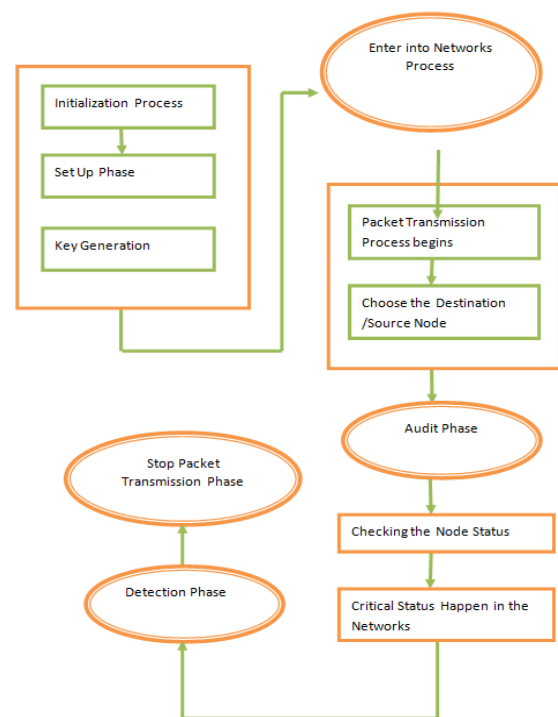 Initialization Process
Set Up Phase
Key Generation
Enter into Networks
Process
Packet Transmission
Process begins
Choose the Destination
/Source Node
Audit Phase
Checking the Node Status
Critical Status Happen in the
Networks
Detection Phase
Stop Packet
Transmission Phase